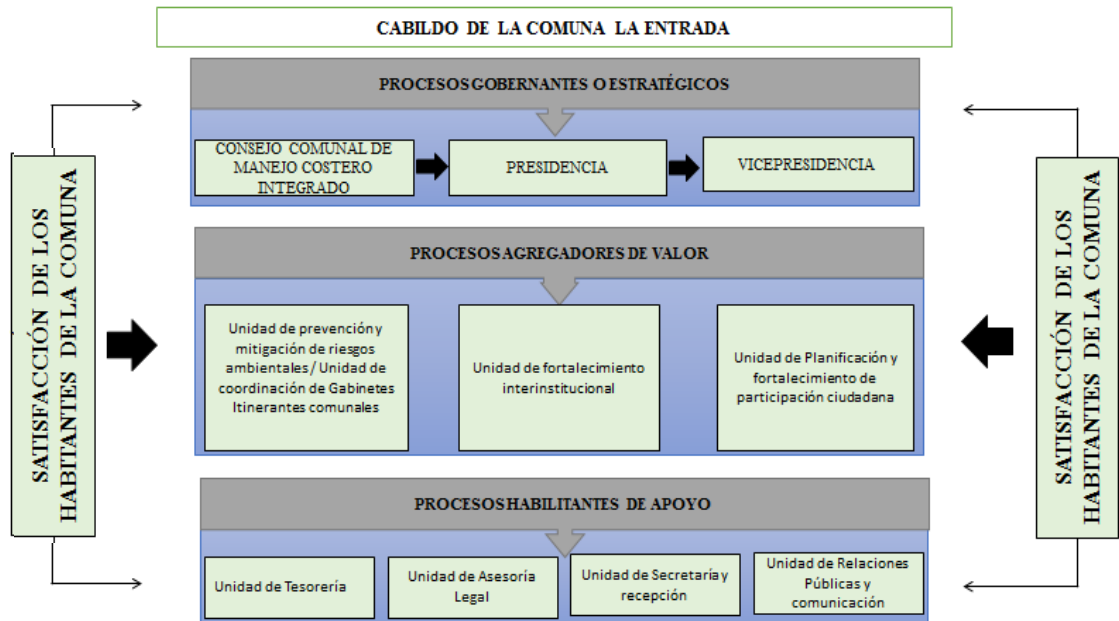 CABILDO DE LA COMUNA LA ENTRADA
PROCESOS GOBERNANTES O ESTRATÉGICOS
CONSEJO COMUNAL DE
MANEJO COSTERO
INTEGRADO
PRESIDENCIA
VICEPRESIDENCIA
SATISFACCIÓN DE LOS
HABITANTES DE LA COMUNA
PROCESOS AGREGADORES DE VALOR
Unidad de prevención y
mitigación de riesgos
ambientales/ Unidad de
coordinación de Gabinetes
Itinerantes comunales
Unidad de fortalecimiento
interinstitucional
Unidad de Planificación y
fortalecimiento de
participación ciudadana
SATISFACCIÓN DE LOS
HABITANTES DE LA COMUNA
PROCESOS HABILITANTES DE APOYO
Unidad de Tesorería
Unidad de Asesoría
Legal
Unidad de Secretaría y
recepción
Unidad de Relaciones
Públicas y
comunicación